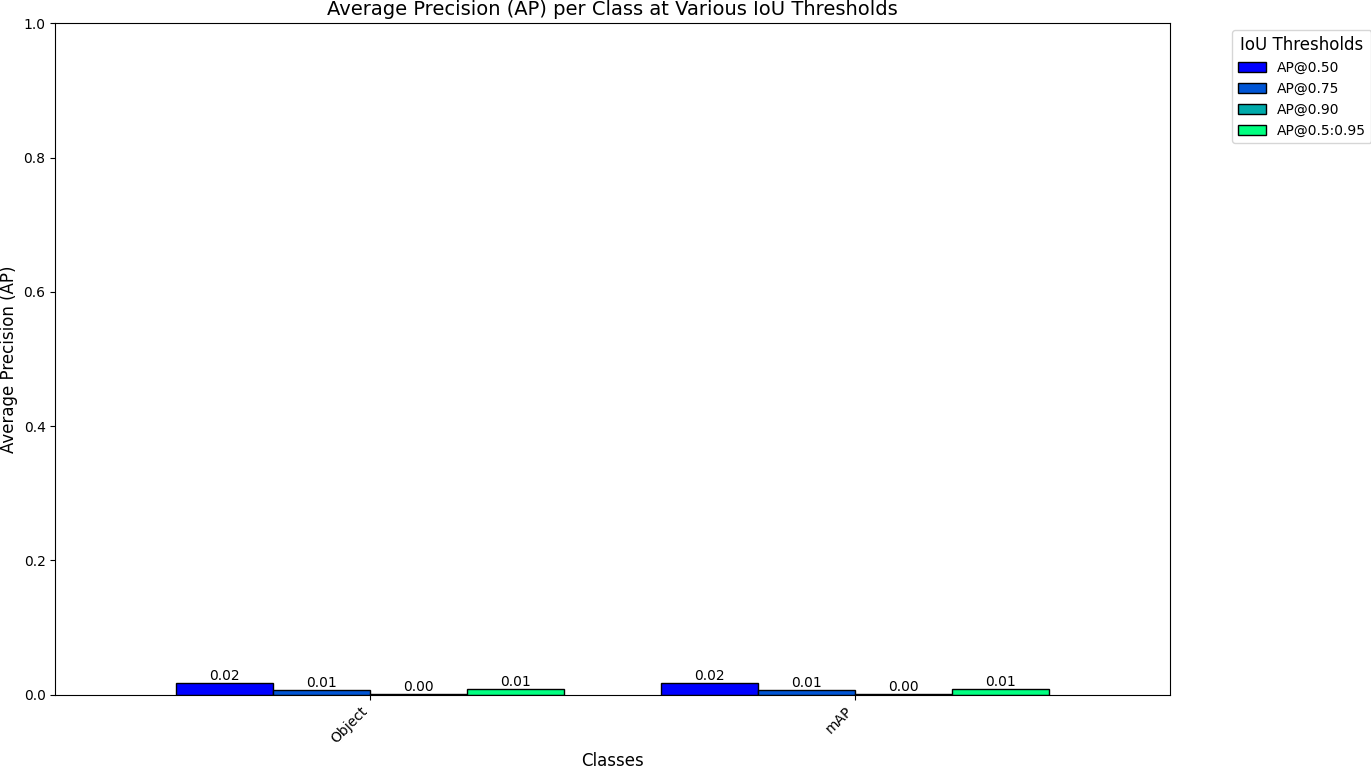 Average Precision (AP) per Class at Various IoU Thresholds
Average Precision (AP)
1.0
0.8
0.6
0.4
0.2
0.0
0.02
0.01
0.00
0.01
0.02
0.01
0.00
0.01
Object
mAP
Classes
IoU Thresholds
AP@0.50
AP@0.75
AP@0.90
AP@0.5:0.95